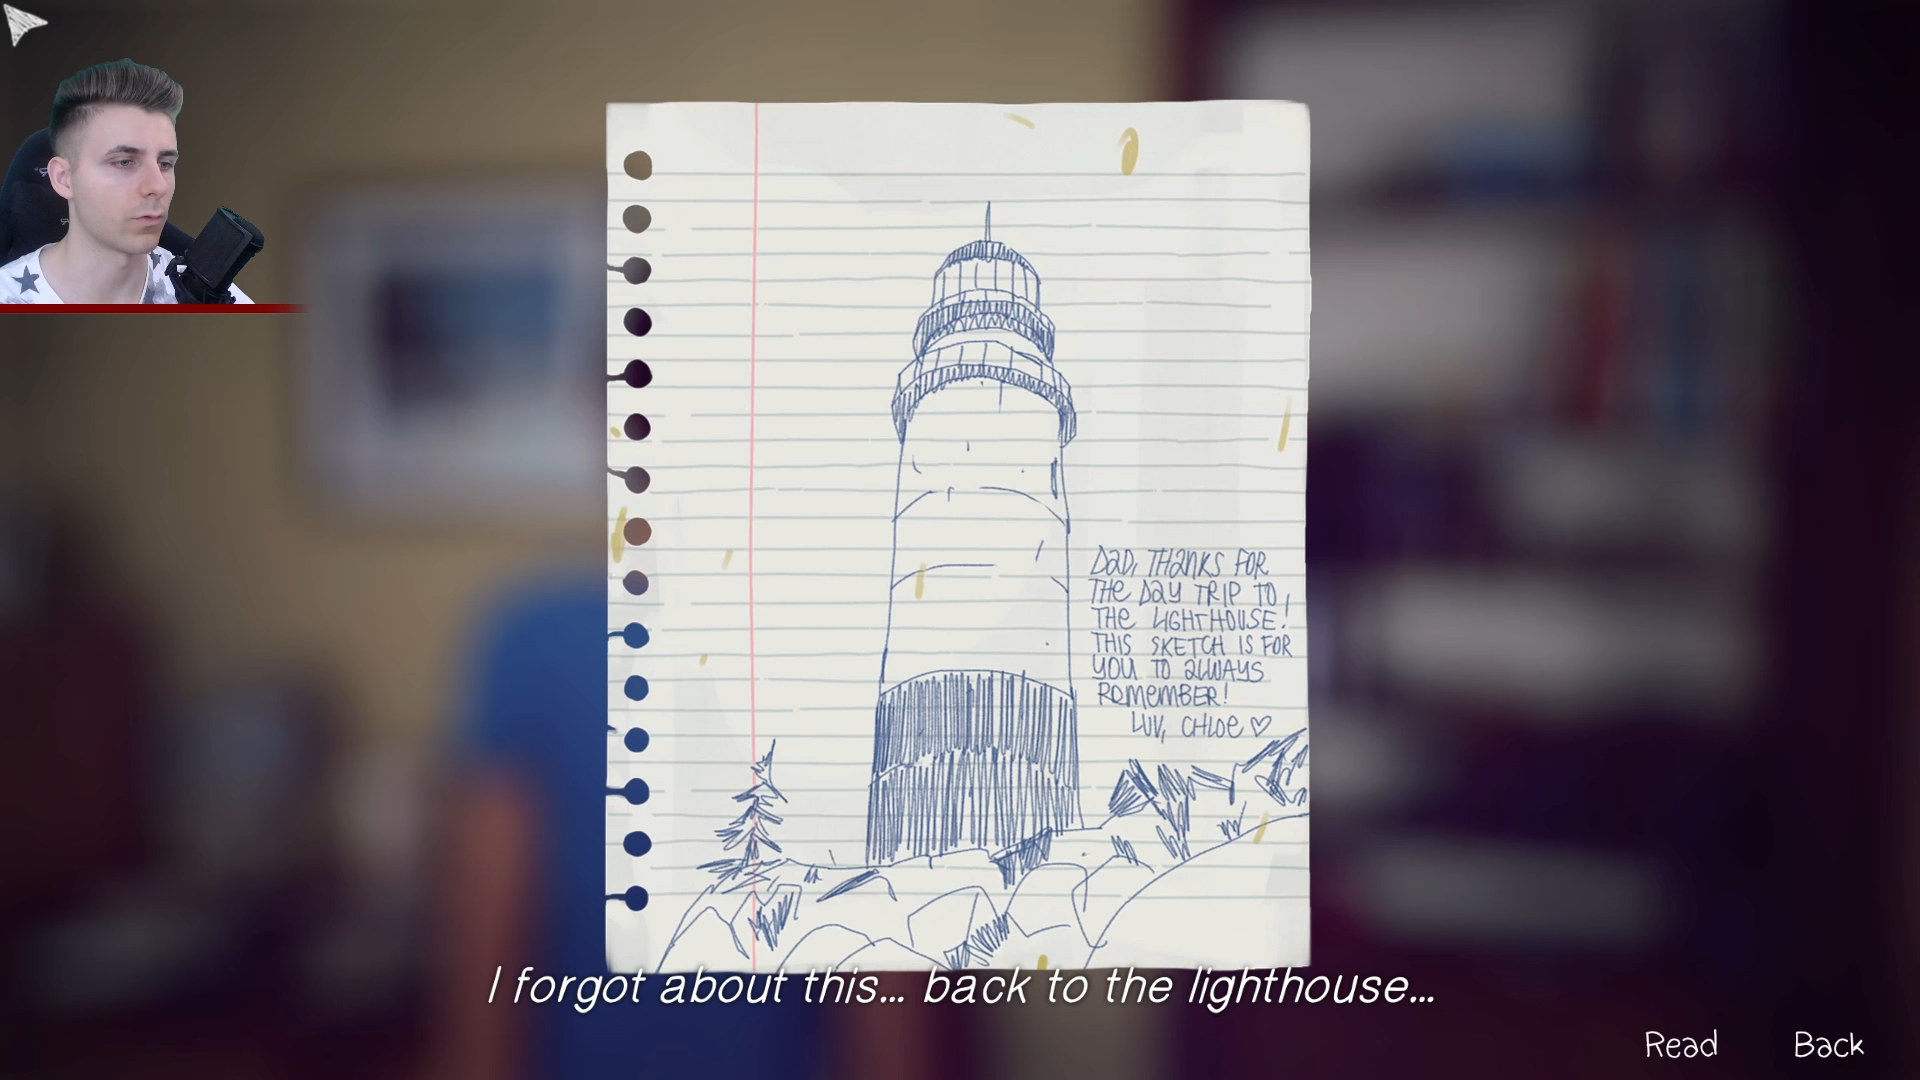 DAD, THANKS FOR
THE DAY TRIP TO
THE LIGHTHOUSE!
THIS SKETCH IS FOR
YOU TO ALWAYS
REMEMBER!
LUV, CHLOE♡
I forgot about this... back to the lighthouse...
Read Back